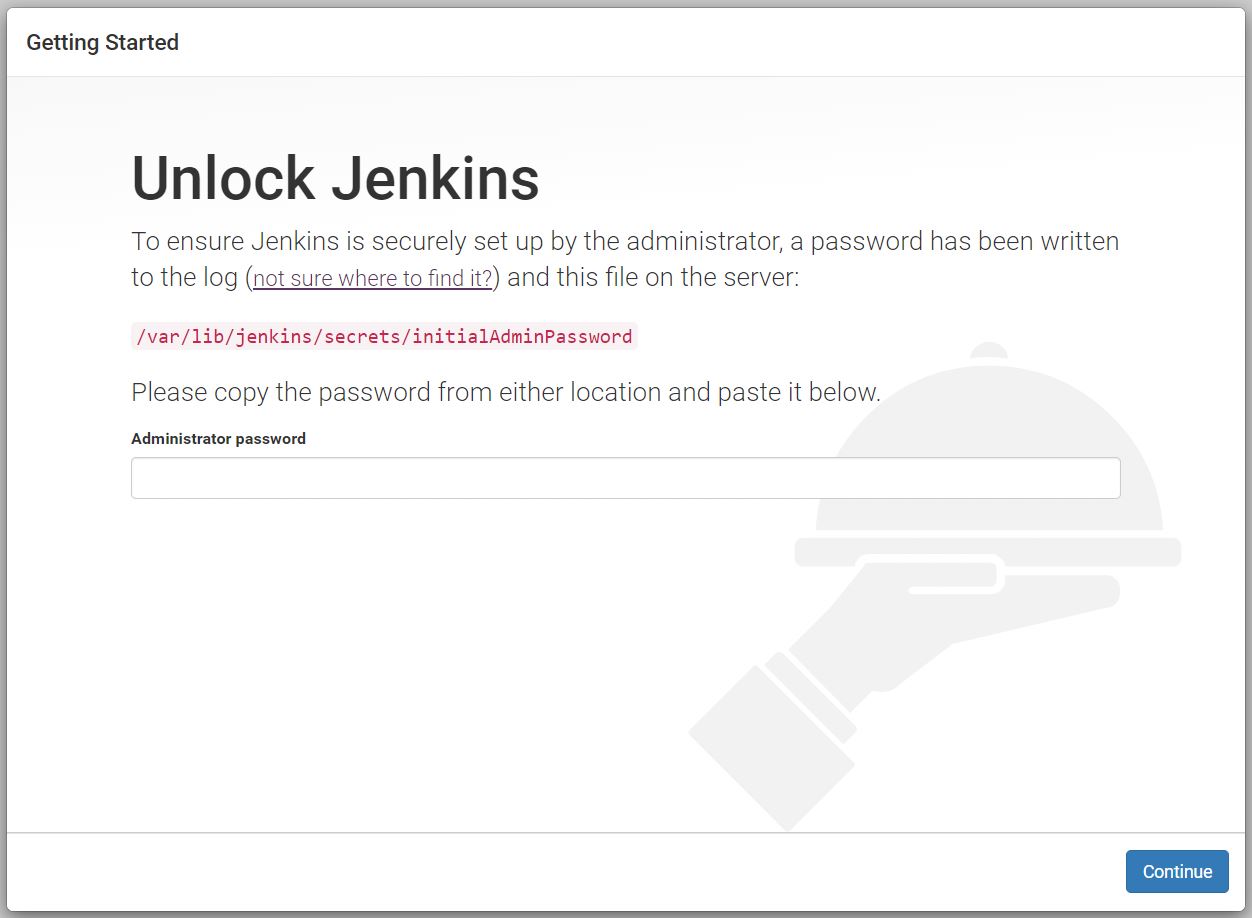 Getting Started
Unlock Jenkins
To ensure Jenkins is securely set up by the administrator, a password has been written
to the log (not sure where to find it?) and this file on the server:
/var/lib/jenkins/secrets/initialAdminPassword
Please copy the password from either location and paste it below.
Administrator password
Continue